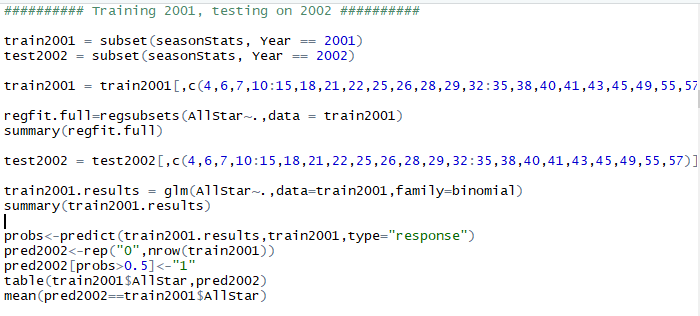 ########## Training 2001, testing on 2002 ##########
train2001 = subset(seasonStats, Year == 2001)
test2002 = subset(seasonStats, Year == 2002)
train2001 = train2001[,c(4,6,7,10:15,18,21,22,25,26,28,29,32:35,38,40,41,43,45,49,55,57
regfit.full=regsubsets(AllStar~.,data = train2001)
summary(regfit.full)
test2002 = test2002[,c(4,6,7,10:15,18,21,22,25,26,28,29,32:35,38,40,41,43,45,49,55,57)]
train2001.results = glm(AllStar~.,data=train2001,family=binomial)
summary(train2001.results)
probs<-predict(train2001.results,train2001,type="response")
pred2002<-rep("0",nrow(train2001))
pred2002[probs>0.5]<-"1"
table(train2001$AllStar,pred2002)
mean(pred2002==train2001$AllStar)